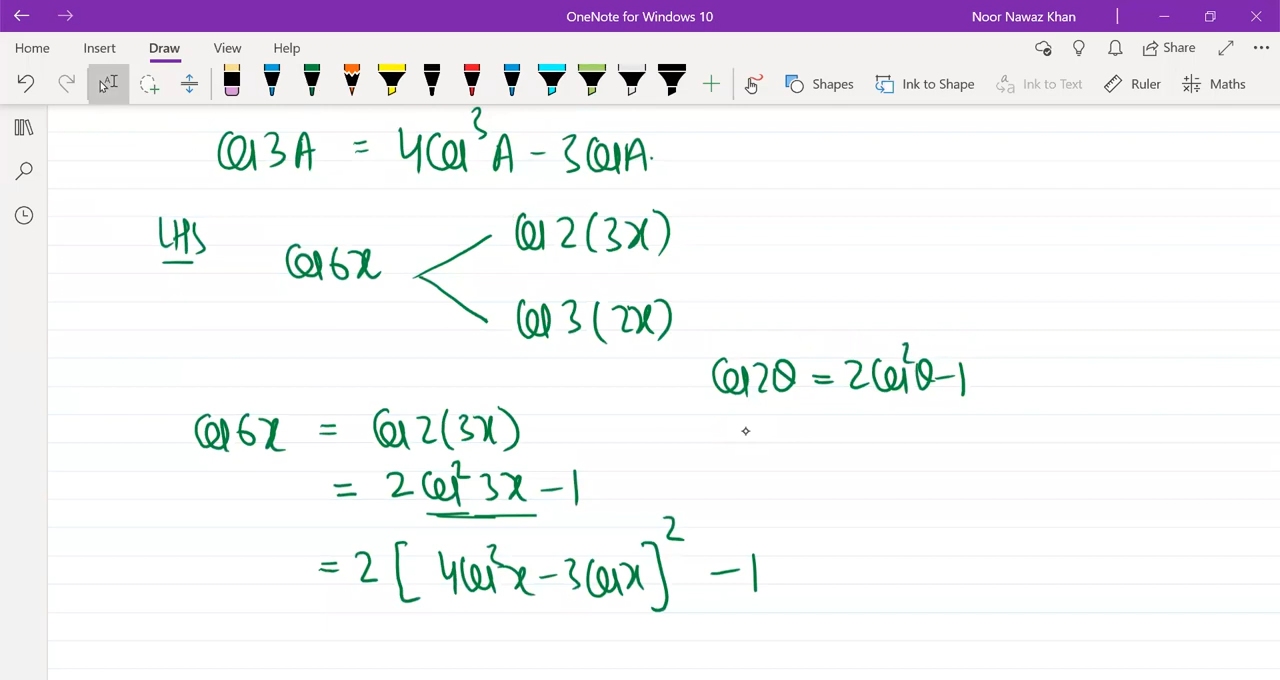 OneNote for Windows 10
Noor Nawaz Khan
Home Insert Draw View Help Share
Shapes Ink to Shape Ink to Text Ruler Maths
Cos3A = 4Cos³A - 3CosA.
LHS
Cos6x
Cos2(3x)
Cos3(2x)
Cos2θ = 2Cos²θ-1
Cos6x = Cos2(3x)
= 2Cos²3x - 1
= 2[4Cos³x - 3Cosx]² - 1